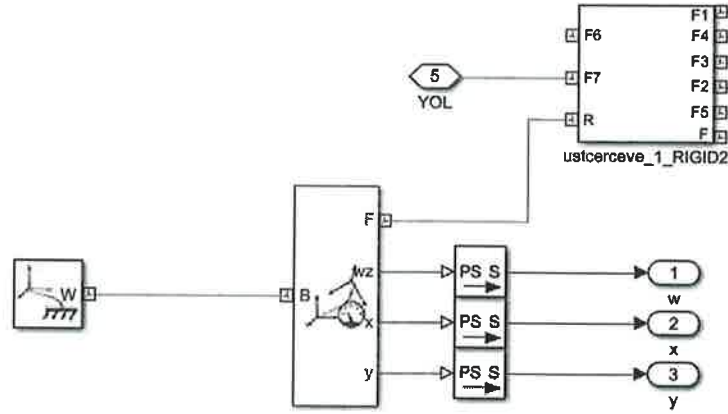 F1
F6 F4
F3
5 F7 F2
YOL
F5
R F
ustcerceve_1_RIGID2
F
wz PS S 1
W B w
x PS S 2
x
y PS S 3
y